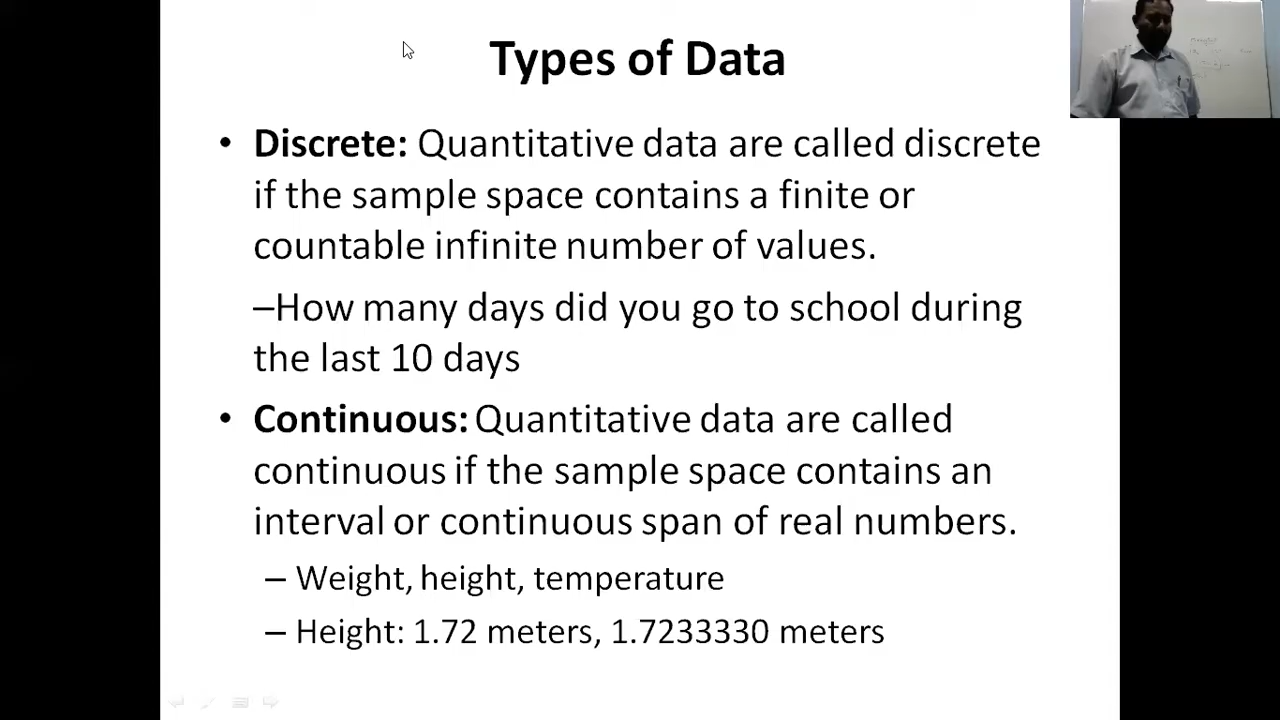 Types of Data
• Discrete: Quantitative data are called discrete
if the sample space contains a finite or
countable infinite number of values.
–How many days did you go to school during
the last 10 days
• Continuous: Quantitative data are called
continuous if the sample space contains an
interval or continuous span of real numbers.
– Weight, height, temperature
– Height: 1.72 meters, 1.7233330 meters